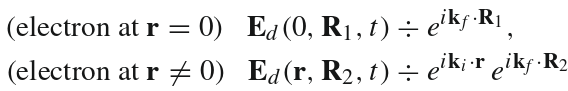 (electron at r = 0) E_d(0, R_1, t) ÷ e^{ik_f·R_1},
(electron at r ≠ 0) E_d(r, R_2, t) ÷ e^{ik_i·r} e^{ik_f·R_2}